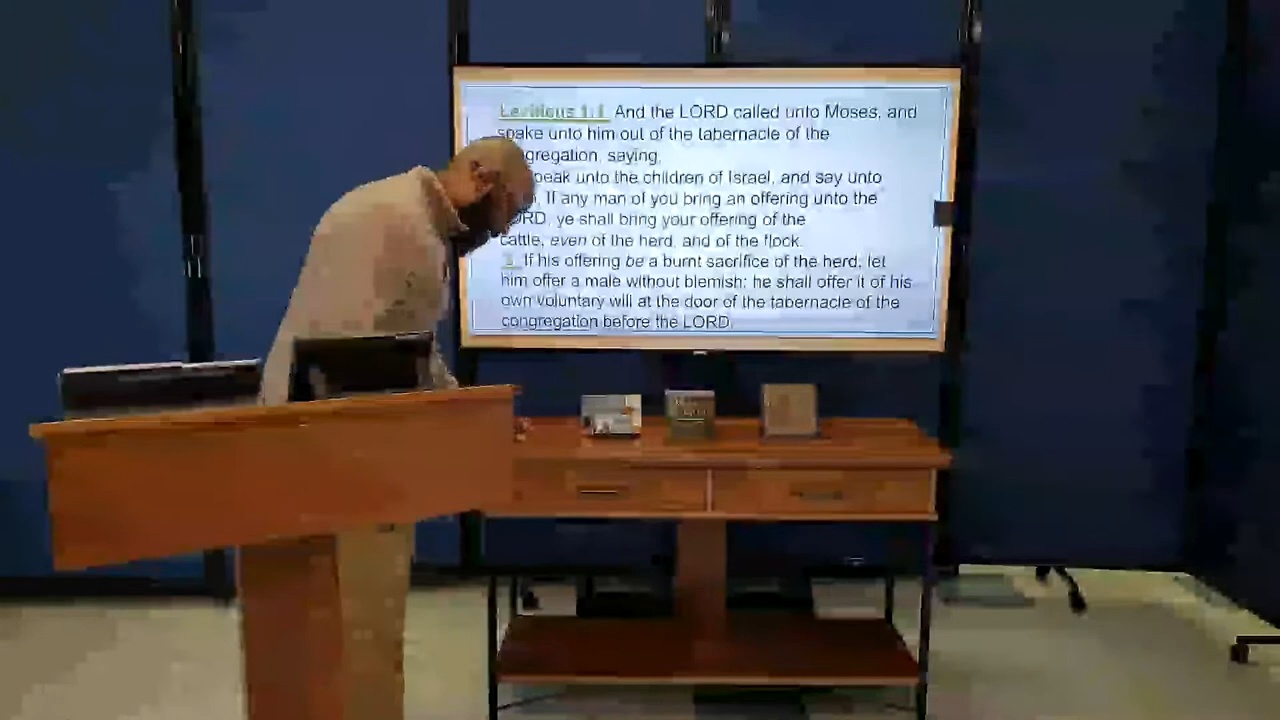 Leviticus 1:1 And the LORD called unto Moses, and
spake unto him out of the tabernacle of the
ngregation, saying,
peak unto the children of Israel, and say unto
If any man of you bring an offering unto the
ORD, ye shall bring your offering of the
cattle, even of the herd, and of the flock.
3 If his offering be a burnt sacrifice of the herd, let
him offer a male without blemish: he shall offer it of his
own voluntary will at the door of the tabernacle of the
congregation before the LORD.